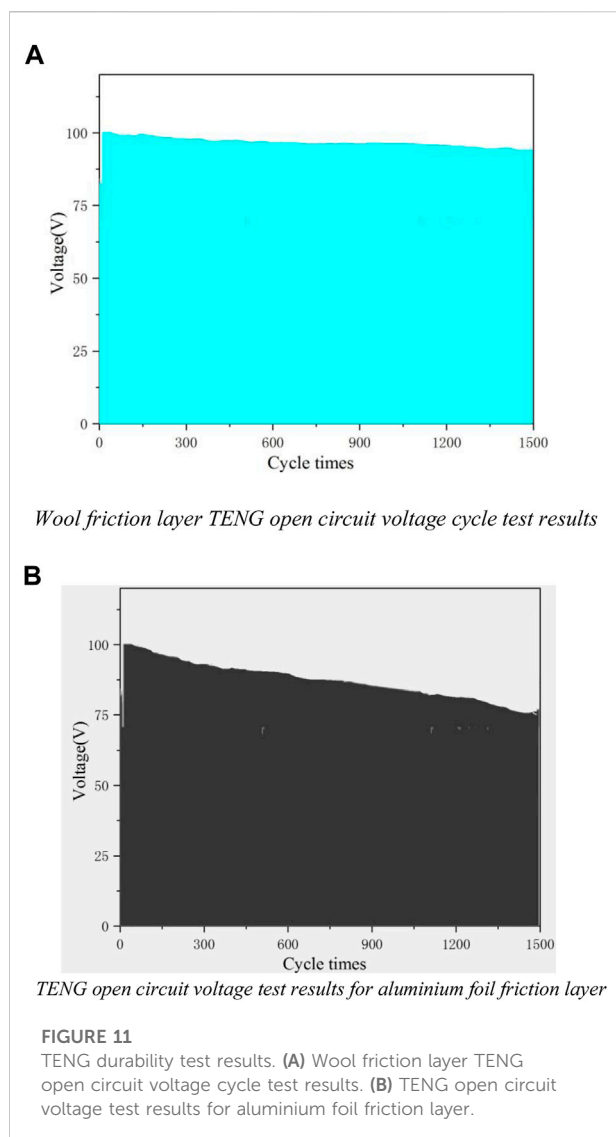 A
100
75
50
25
0
Voltage(V)
0 300 600 900 1200 1500
Cycle times
Wool friction layer TENG open circuit voltage cycle test results
B
100
75
50
25
0
Voltage(V)
0 300 600 900 1200 1500
Cycle times
TENG open circuit voltage test results for aluminium foil friction layer
FIGURE 11
TENG durability test results. (A) Wool friction layer TENG
open circuit voltage cycle test results. (B) TENG open circuit
voltage test results for aluminium foil friction layer.